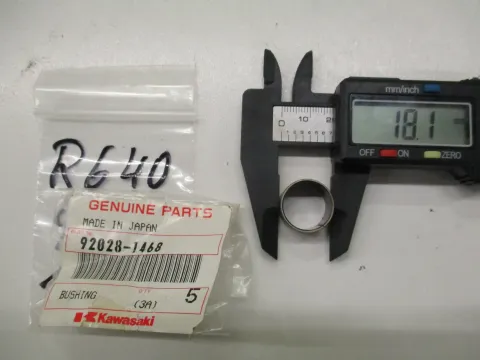 R640
GENUINE PARTS
MADE IN JAPAN
92028-1468
BUSHING
(3A)
5
Kawasaki
mm/inch
18.1
OFF ON ZERO
0 10